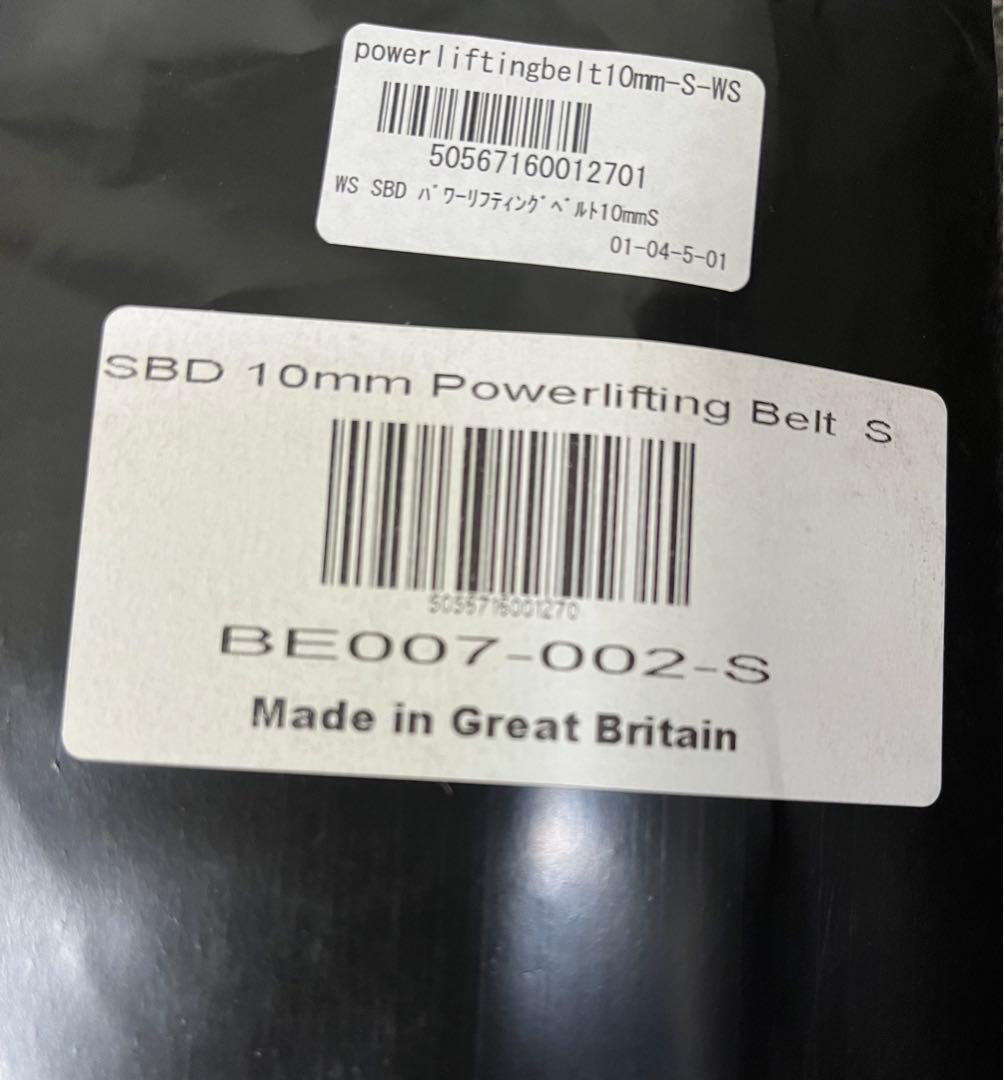 powerliftingbelt10mm-S-WS
50567160012701
WS SBD ﾊﾟﾜｰﾘﾌﾃｨﾝｸﾞﾍﾞﾙﾄ10mmS
01-04-5-01
SBD 10mm Powerlifting Belt S
5056716001270
BE007-002-S
Made in Great Britain